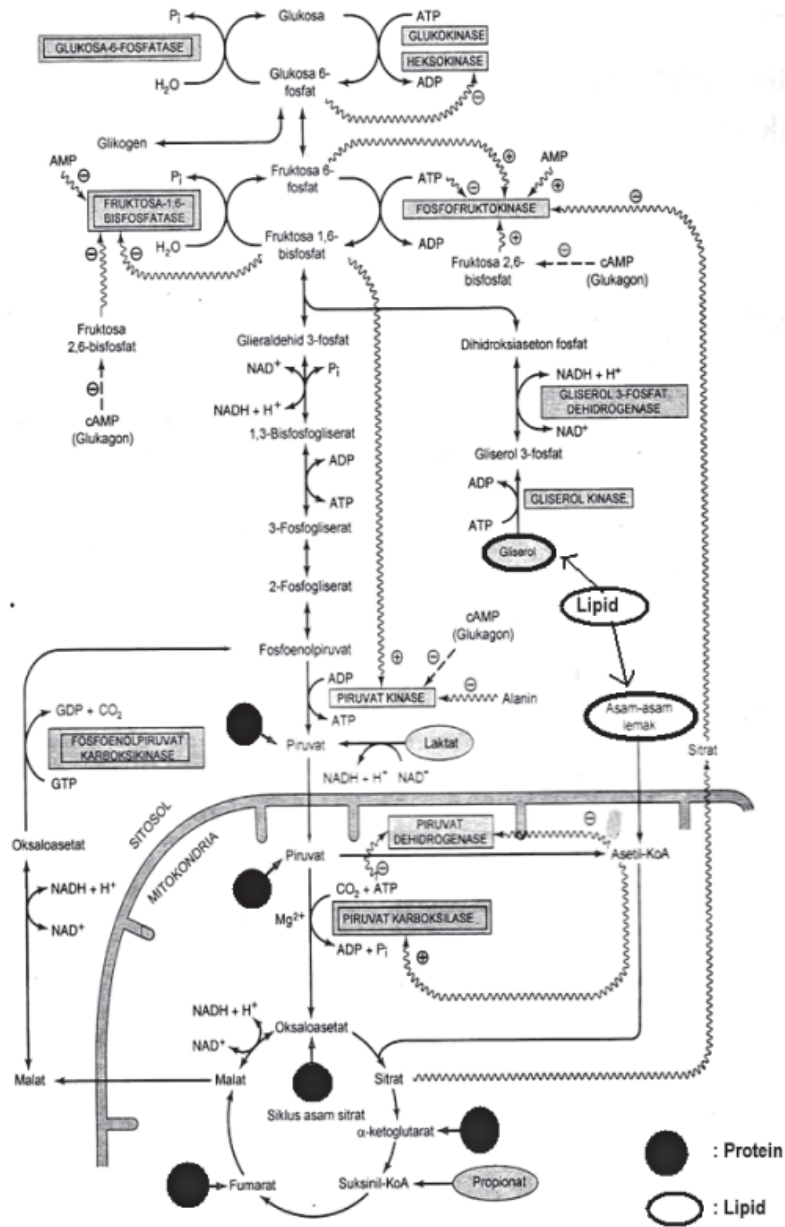 Pi
Glukosa
ATP
GLUKOSA-6-FOSFATASE
GLUKOKINASE
HEKSOKINASE
H2O
Glukosa 6-
fosfat
ADP
⊖
Glikogen
AMP
⊖
Pi
Fruktosa 6-
fosfat
ATP
⊖
⊕
AMP
⊕
⊖
FRUKTOSA-1,6-
BISFOSFATASE
FOSFOFRUKTOKINASE
H2O
Fruktosa 1,6-
bisfosfat
ADP
⊕
⊖
⊖
Fruktosa 2,6-
bisfosfat
⊖
cAMP
(Glukagon)
Fruktosa
2,6-bisfosfat
⊖
cAMP
(Glukagon)
Glieraldehid 3-fosfat
Dihidroksiaseton fosfat
NAD+
Pi
NADH + H+
NADH + H+
GLISEROL 3-FOSFAT
DEHIDROGENASE
NAD+
1,3-Bisfosfogliserat
Gliserol 3-fosfat
ADP
ATP
ADP
GLISEROL KINASE
ATP
3-Fosfogliserat
Gliserol
2-Fosfogliserat
Lipid
cAMP
(Glukagon)
Fosfoenolpiruvat
⊕
⊖
ADP
PIRUVAT KINASE
⊖
Alanin
ATP
Asam-asam
lemak
GDP + CO2
FOSFOENOLPIRUVAT
KARBOKSIKINASE
GTP
Piruvat
Laktat
NADH + H+
NAD+
Sitrat
SITOSOL
MITOKONDRIA
Oksaloasetat
PIRUVAT
DEHIDROGENASE
⊖
Piruvat
Asetil-KoA
⊖
NADH + H+
NAD+
CO2 + ATP
Mg2+
PIRUVAT KARBOKSILASE
ADP + Pi
⊕
NADH + H+
Oksaloasetat
NAD+
Malat
Malat
Sitrat
Siklus asam sitrat
α-ketoglutarat
Fumarat
Suksinil-KoA
Propionat
: Protein
: Lipid